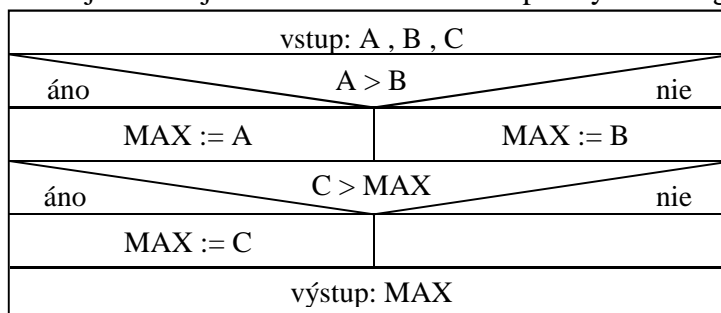 vstup: A , B , C
A > B
áno nie
MAX := A MAX := B
C > MAX
áno nie
MAX := C
výstup: MAX